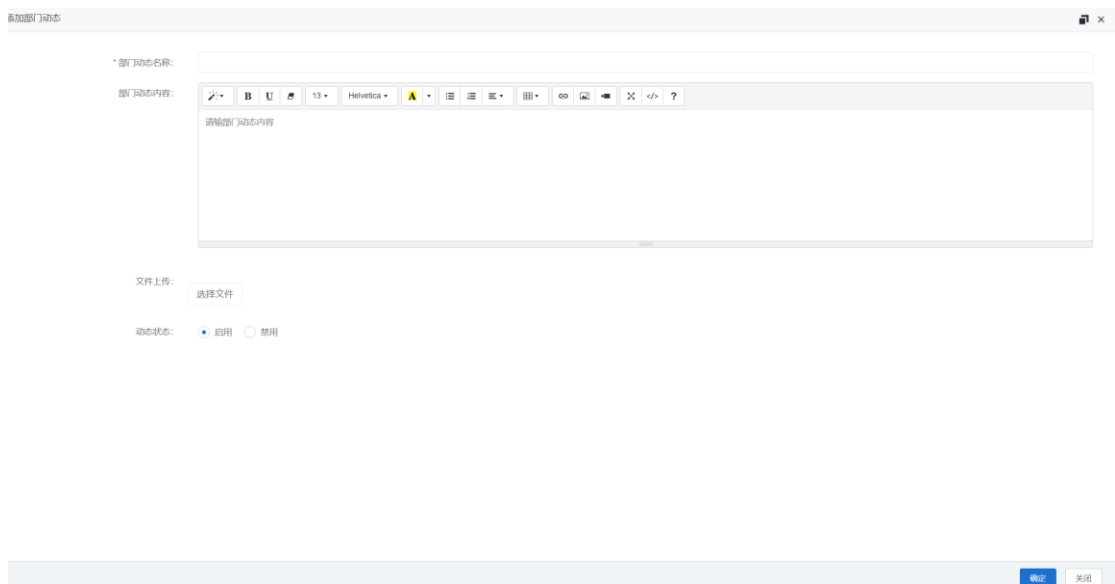 添加部门动态
* 部门动态名称:
部门动态内容:
B U 13 Helvetica A </> ?
请输部门动态内容
文件上传:
选择文件
动态状态: 启用 禁用
确定 关闭